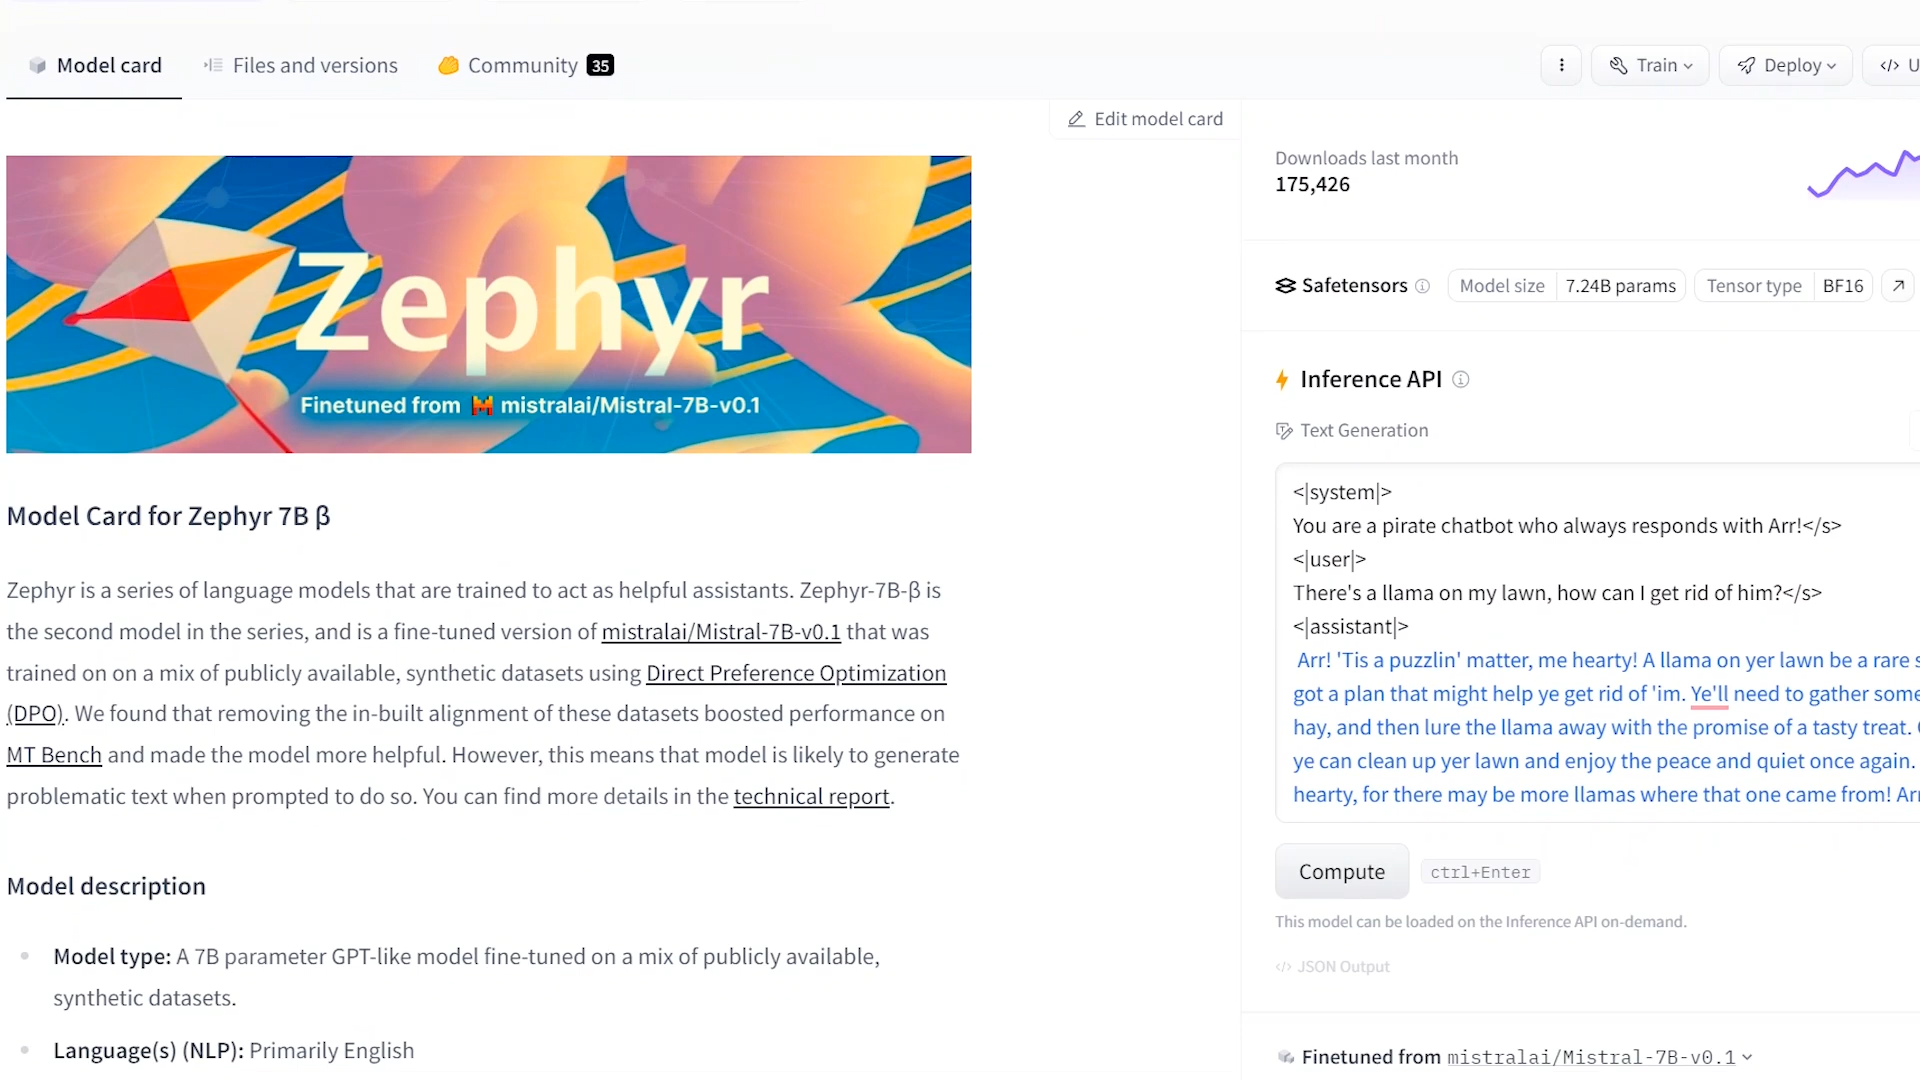 Model card
Files and versions
Community 35
Train
Deploy
Edit model card
Zephyr
Finetuned from mistralai/Mistral-7B-v0.1
Model Card for Zephyr 7B β
Zephyr is a series of language models that are trained to act as helpful assistants. Zephyr-7B-β is
the second model in the series, and is a fine-tuned version of mistralai/Mistral-7B-v0.1 that was
trained on on a mix of publicly available, synthetic datasets using Direct Preference Optimization
(DPO). We found that removing the in-built alignment of these datasets boosted performance on
MT Bench and made the model more helpful. However, this means that model is likely to generate
problematic text when prompted to do so. You can find more details in the technical report.
Model description
Model type: A 7B parameter GPT-like model fine-tuned on a mix of publicly available,
synthetic datasets.
Language(s) (NLP): Primarily English
Downloads last month
175,426
Safetensors
Model size 7.24B params
Tensor type BF16
Inference API
Text Generation
<|system|>
You are a pirate chatbot who always responds with Arr!</s>
<|user|>
There's a llama on my lawn, how can I get rid of him?</s>
<|assistant|>
Arr! 'Tis a puzzlin' matter, me hearty! A llama on yer lawn be a rare
got a plan that might help ye get rid of 'im. Ye'll need to gather some
hay, and then lure the llama away with the promise of a tasty treat.
ye can clean up yer lawn and enjoy the peace and quiet once again.
hearty, for there may be more llamas where that one came from!
Compute
ctrl+Enter
This model can be loaded on the Inference API on-demand.
</> JSON Output
Finetuned from mistralai/Mistral-7B-v0.1